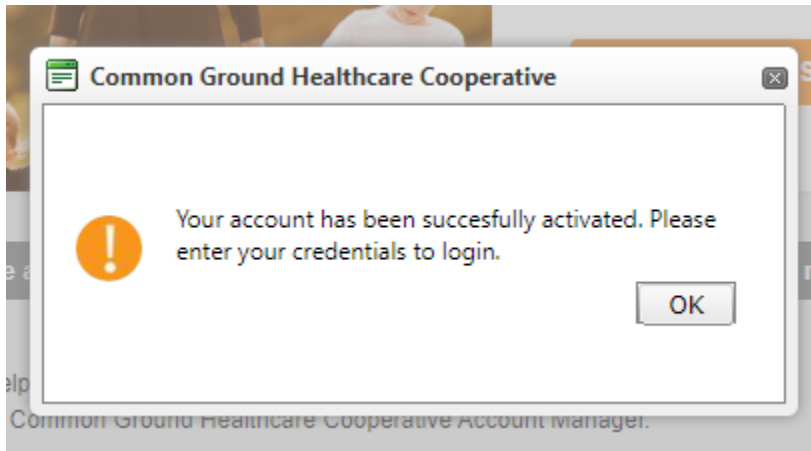 Common Ground Healthcare Cooperative
Your account has been succesfully activated. Please
enter your credentials to login.
OK
Common Ground Healthcare Cooperative Account Manager.